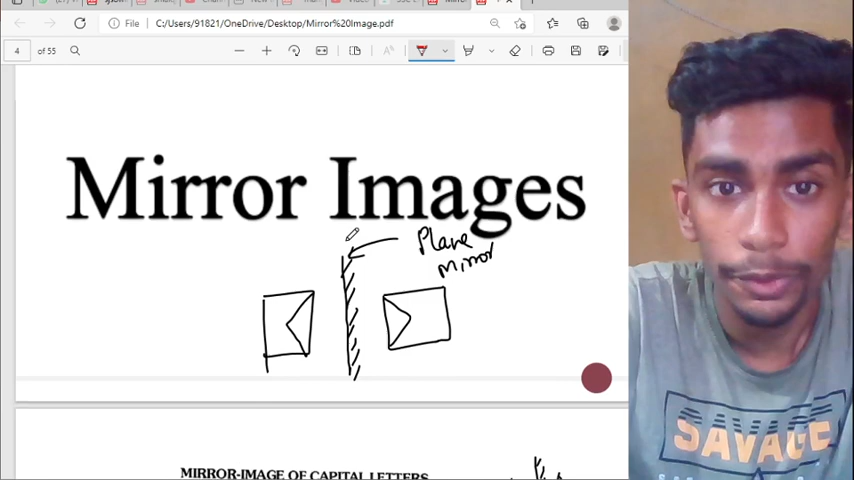 File
C:/Users/91821/OneDrive/Desktop/Mirror%20Image.pdf
4 of 55
Mirror Images
Plane
mirror
MIRROR-IMAGE OF CAPITAL LETTERS
SAVAGE